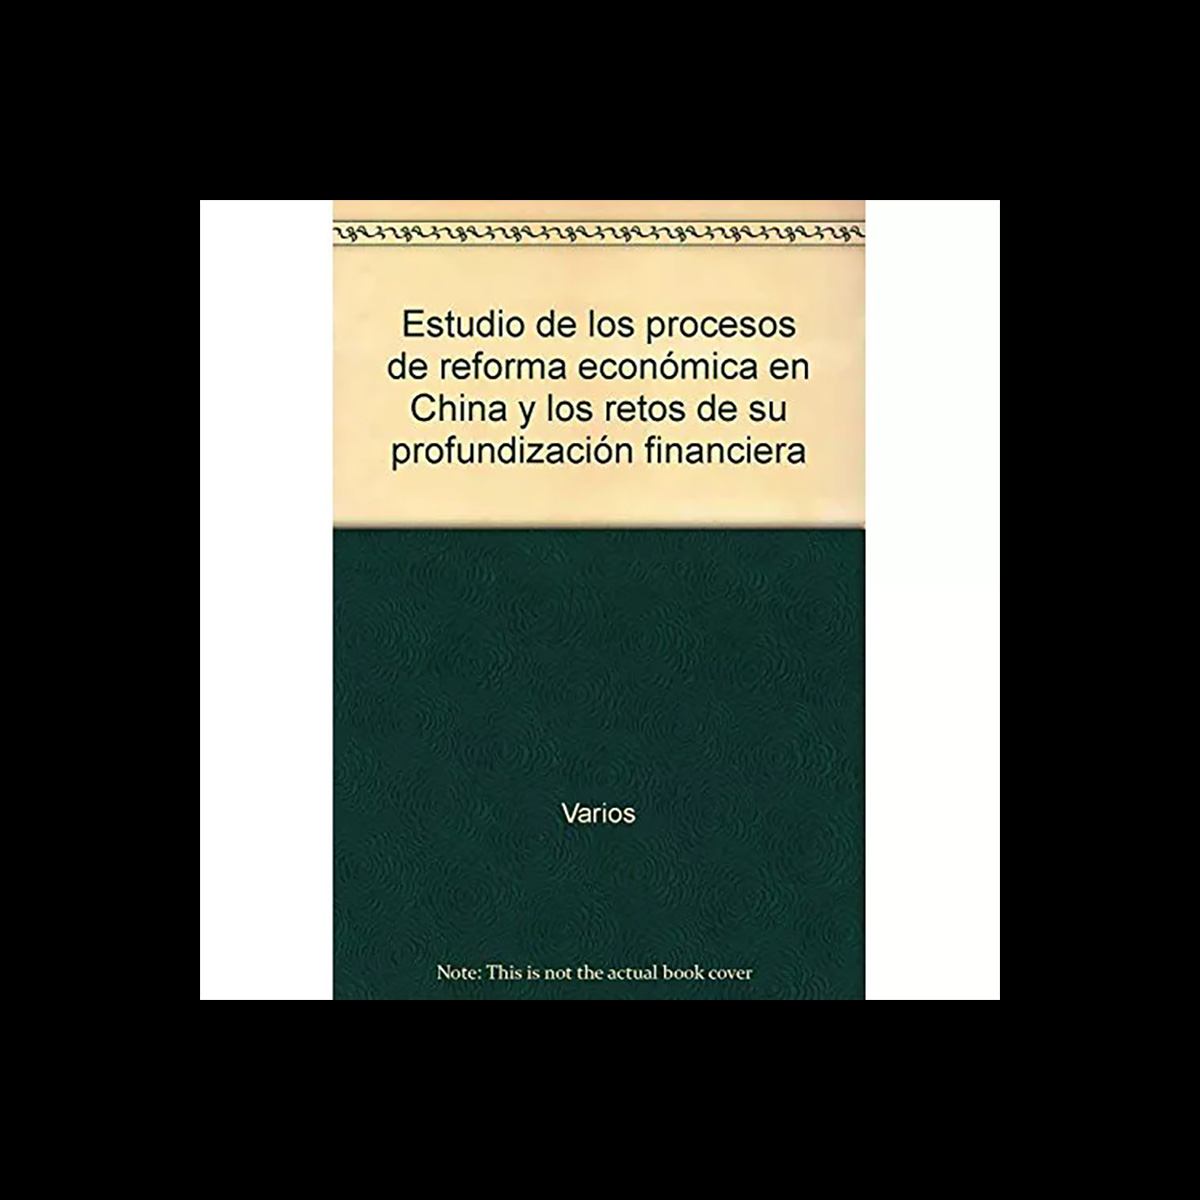 Estudio de los procesos
de reforma económica en
China y los retos de su
profundización financiera
Varios
Note: This is not the actual book cover